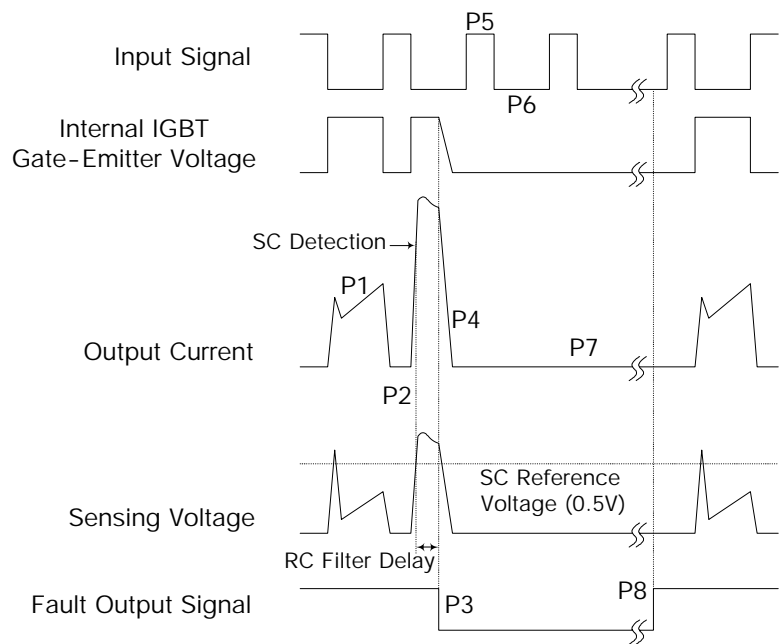 P5
Input Signal
P6
Internal IGBT
Gate-Emitter Voltage
SC Detection
P1
P4
Output Current
P7
P2
SC Reference
Voltage (0.5V)
Sensing Voltage
RC Filter Delay
Fault Output Signal
P3
P8